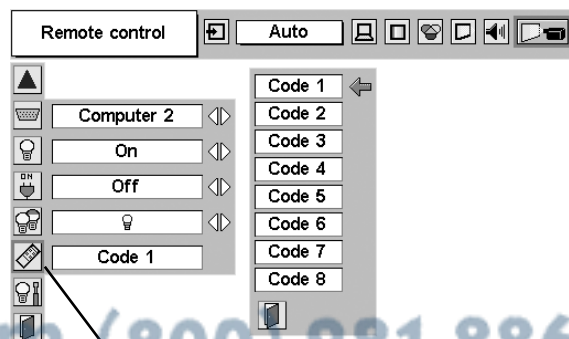 Remote control
Auto
Computer 2
On
ON
Off
Code 1
Code 1
Code 2
Code 3
Code 4
Code 5
Code 6
Code 7
Code 8